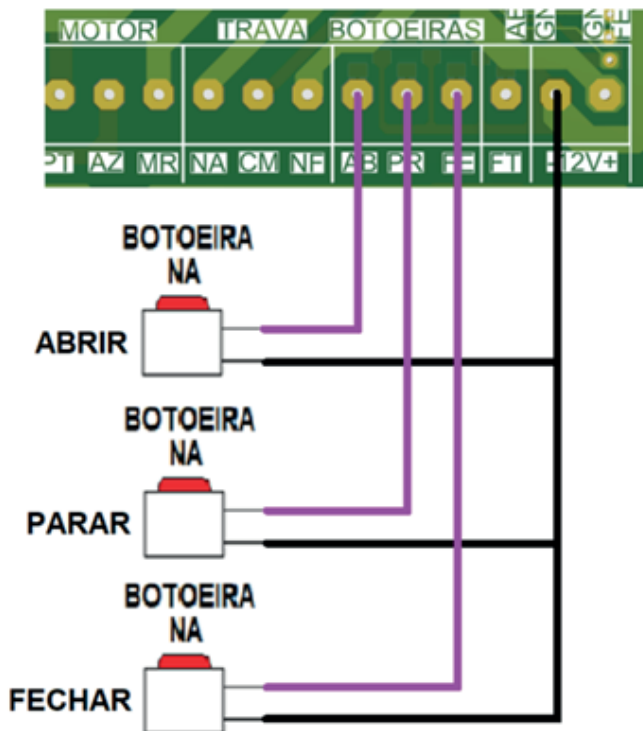 MOTOR TRAVA BOTOEIRAS
PT AZ MR NA CM NF AB PR FE FT -12V+
BOTOEIRA
NA
ABRIR
BOTOEIRA
NA
PARAR
BOTOEIRA
NA
FECHAR